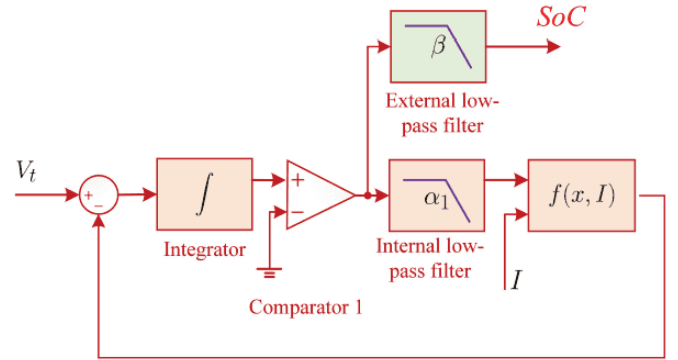 SoC
β
External low-
pass filter
V_t
+
−
∫
Integrator
+
−
Comparator 1
α_1
Internal low-
pass filter
f(x, I)
I